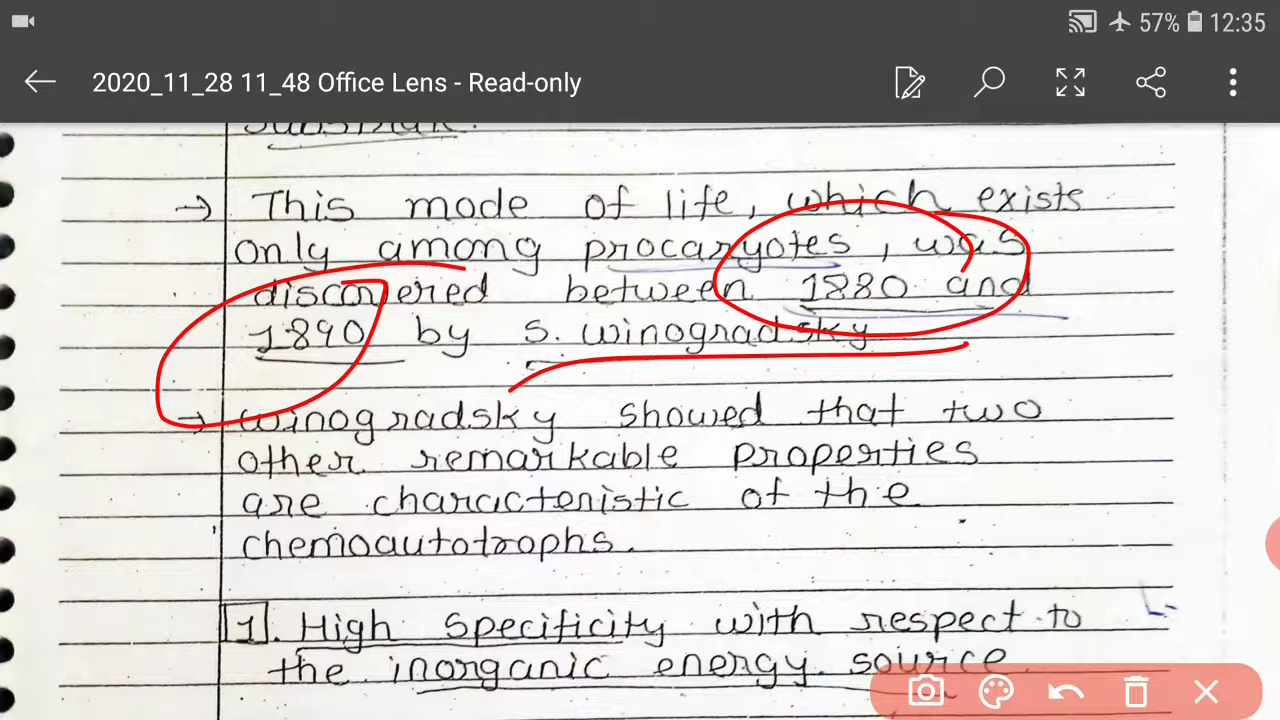 57% 12:35
2020_11_28 11_48 Office Lens - Read-only
→ This mode of life, which exists
only among procaryotes, was
discovered between 1880 and
1890 by S. Winogradsky
→ Winogradsky showed that two
other remarkable properties
are characteristic of the
chemoautotrophs.
1. High specificity with respect to
the inorganic energy source